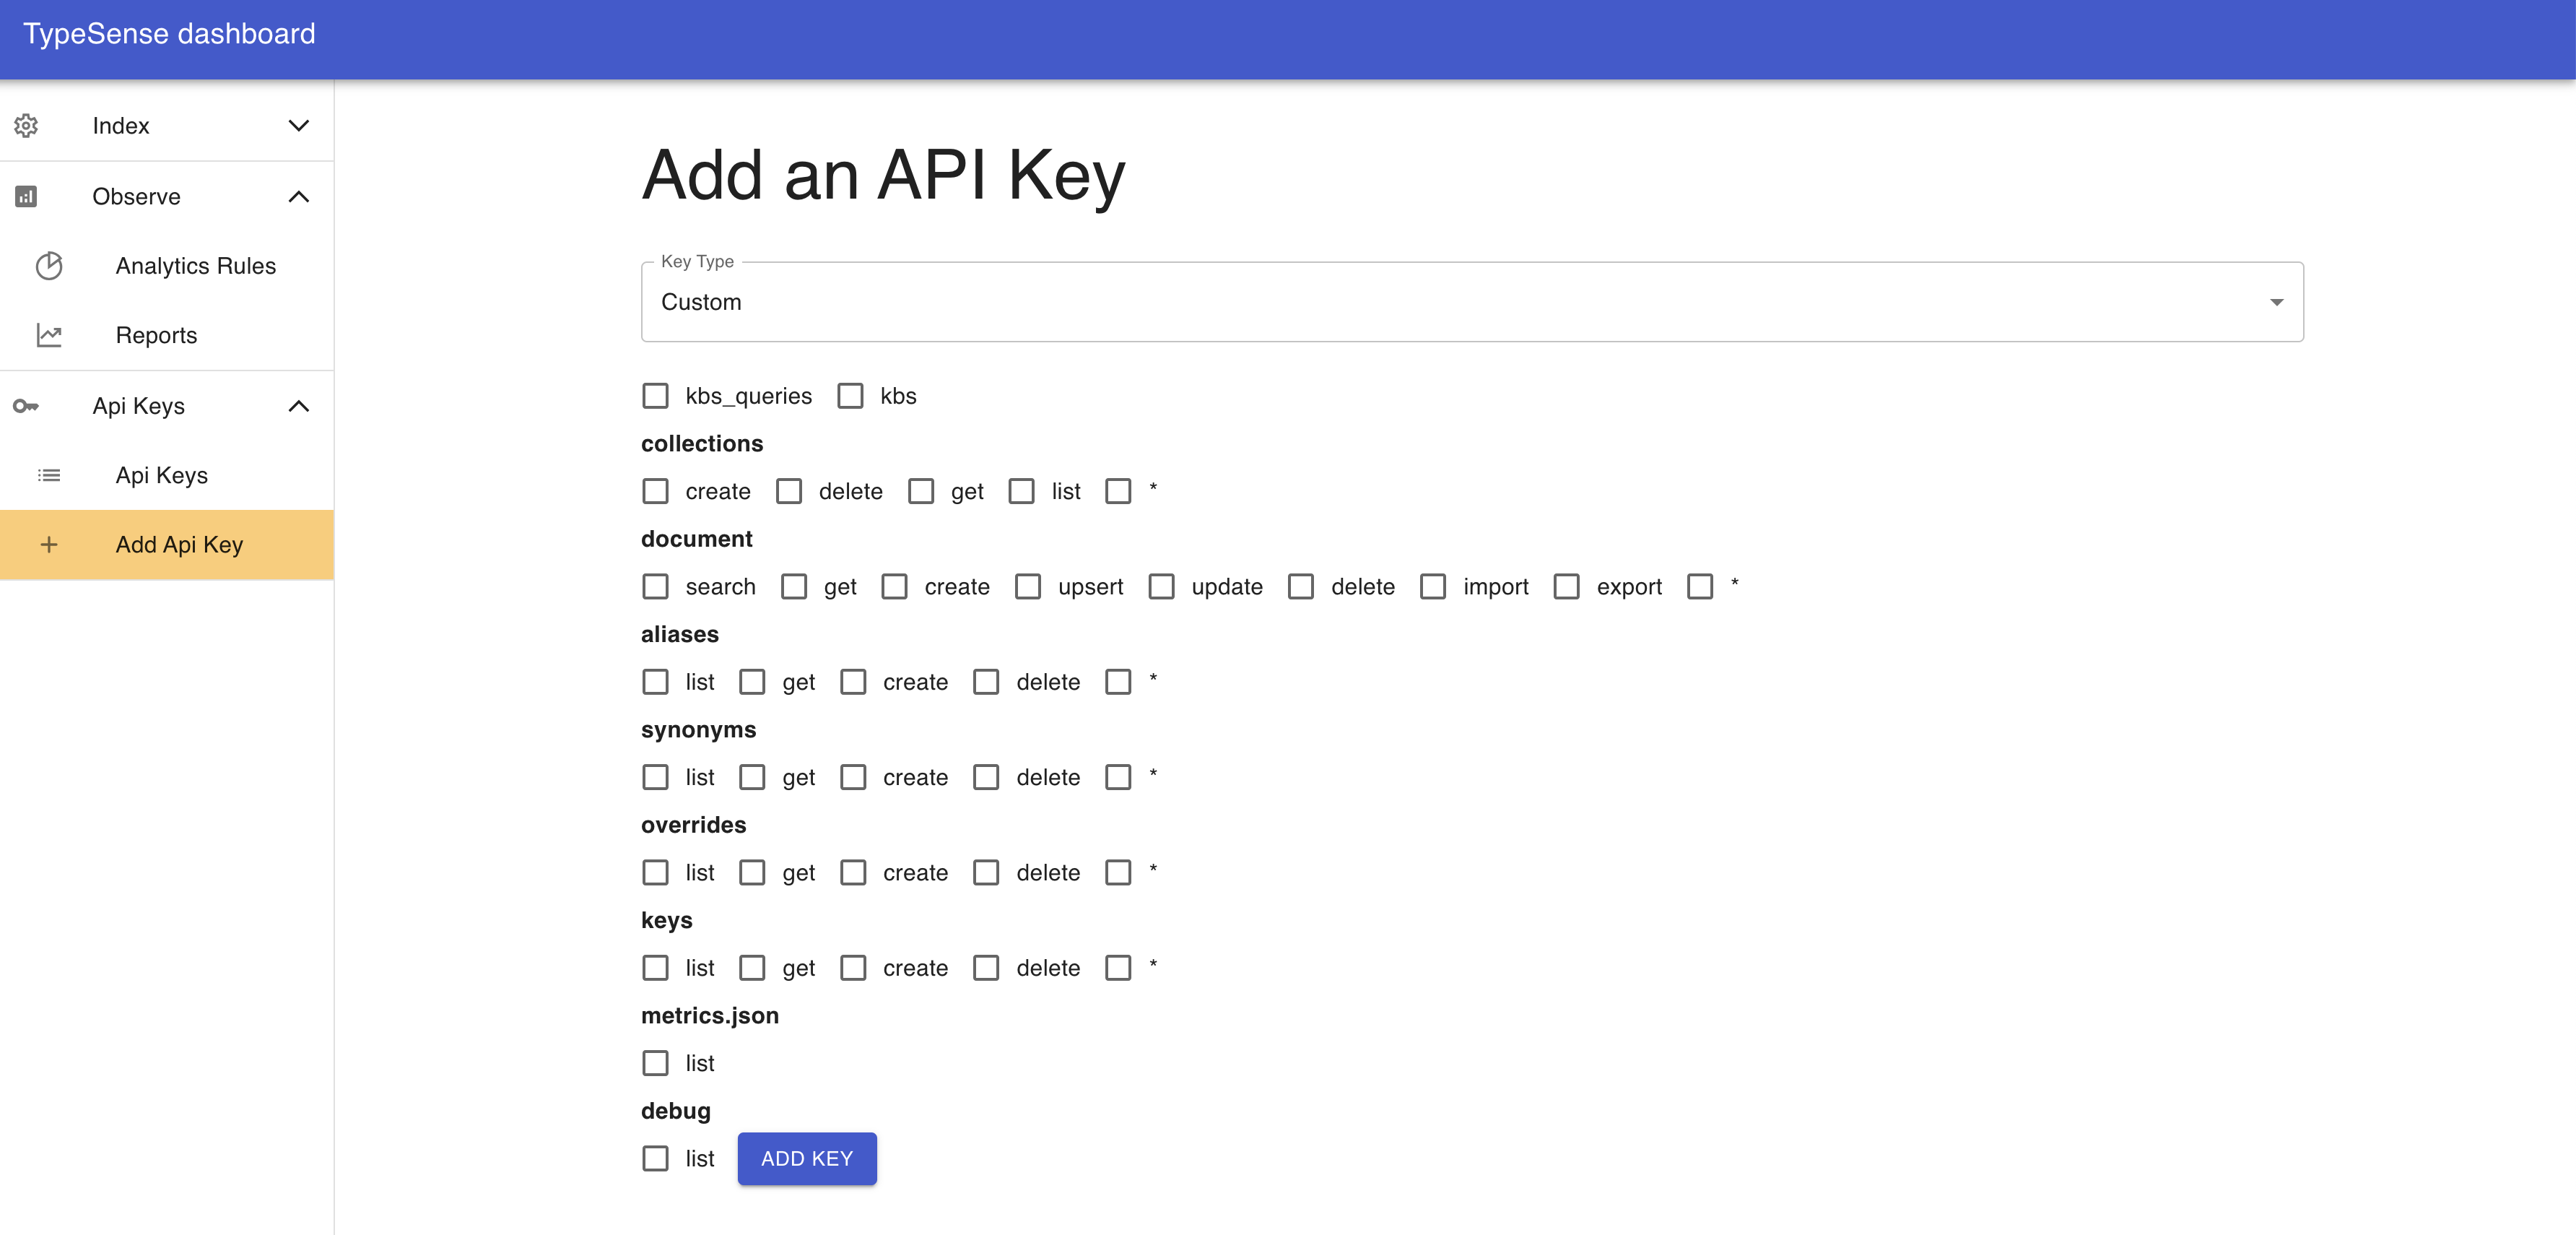 TypeSense dashboard
Index
Observe
Analytics Rules
Reports
Api Keys
Api Keys
Add Api Key
Add an API Key
Key Type
Custom
kbs_queries kbs
collections
create delete get list *
document
search get create upsert update delete import export *
aliases
list get create delete *
synonyms
list get create delete *
overrides
list get create delete *
keys
list get create delete *
metrics.json
list
debug
list ADD KEY